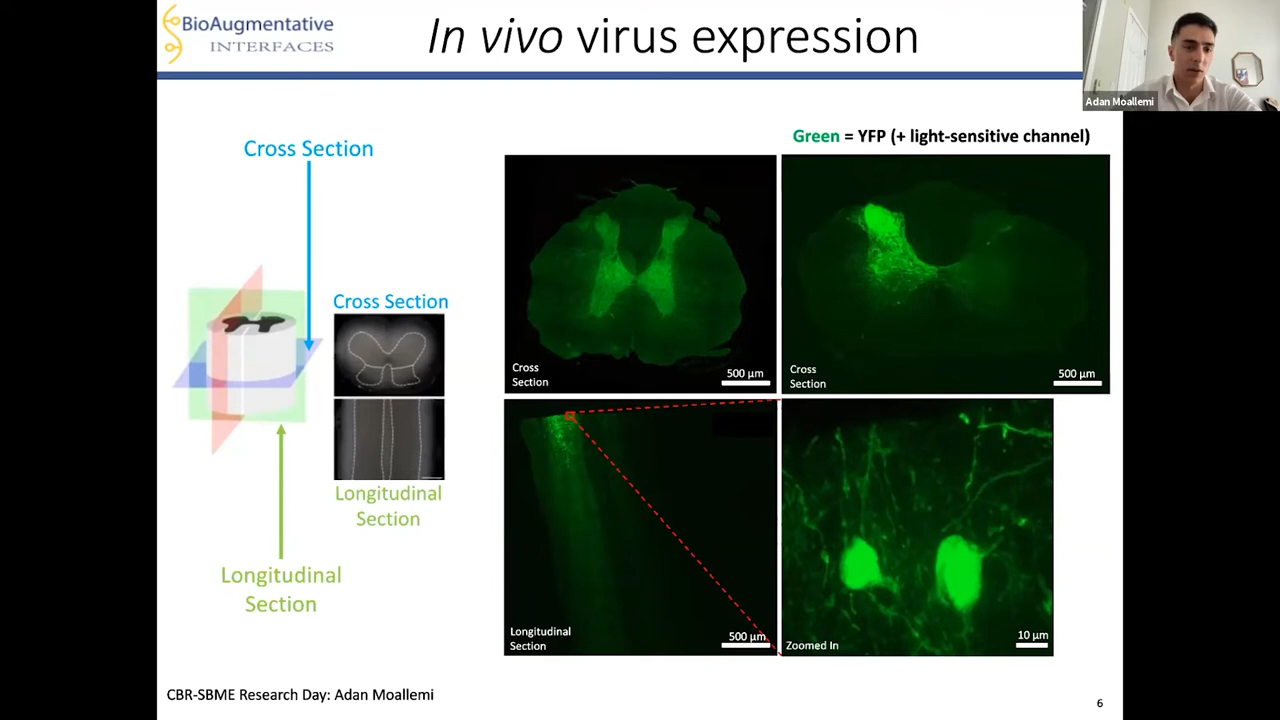 BioAugmentative
INTERFACES
In vivo virus expression
Adan Moallemi
Cross Section
Green = YFP (+ light-sensitive channel)
Cross Section
Longitudinal
Section
Longitudinal
Section
Cross
Section
500 μm
Cross
Section
500 μm
Longitudinal
Section
500 μm
Zoomed In
10 μm
CBR-SBME Research Day: Adan Moallemi
6